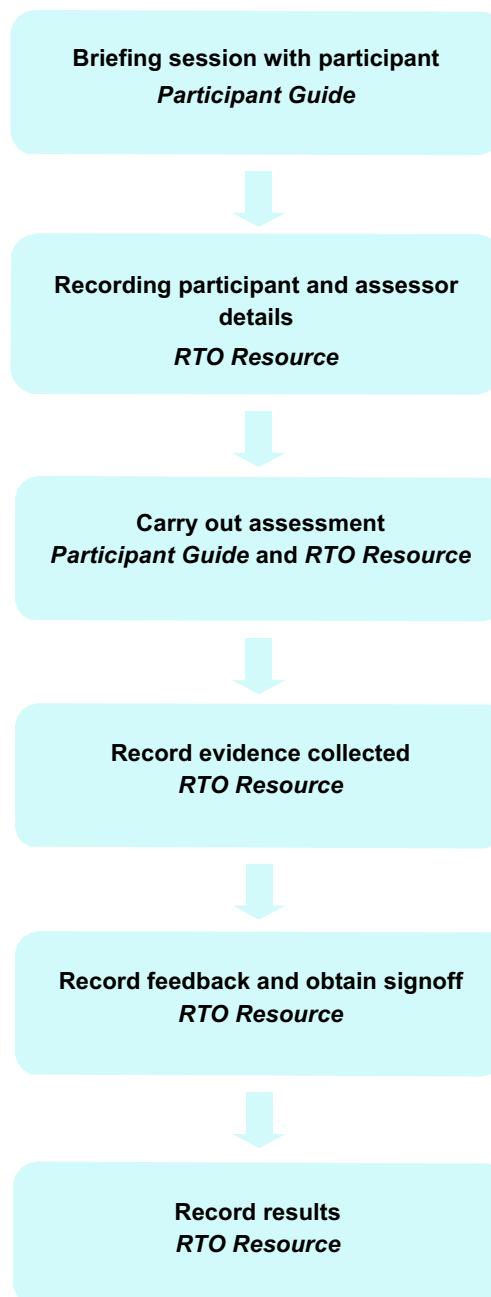 Briefing session with participant
Participant Guide
Recording participant and assessor
details
RTO Resource
Carry out assessment
Participant Guide and RTO Resource
Record evidence collected
RTO Resource
Record feedback and obtain signoff
RTO Resource
Record results
RTO Resource